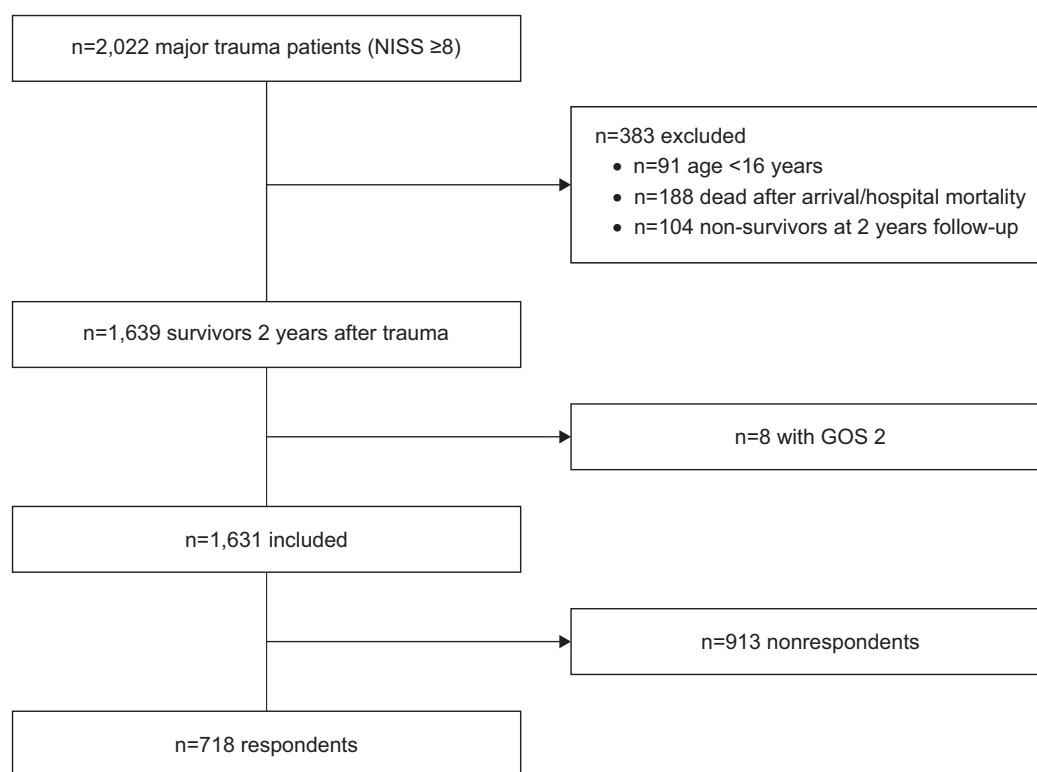 n=2,022 major trauma patients (NISS ≥8)
n=383 excluded
• n=91 age <16 years
• n=188 dead after arrival/hospital mortality
• n=104 non-survivors at 2 years follow-up
n=1,639 survivors 2 years after trauma
n=8 with GOS 2
n=1,631 included
n=913 nonrespondents
n=718 respondents